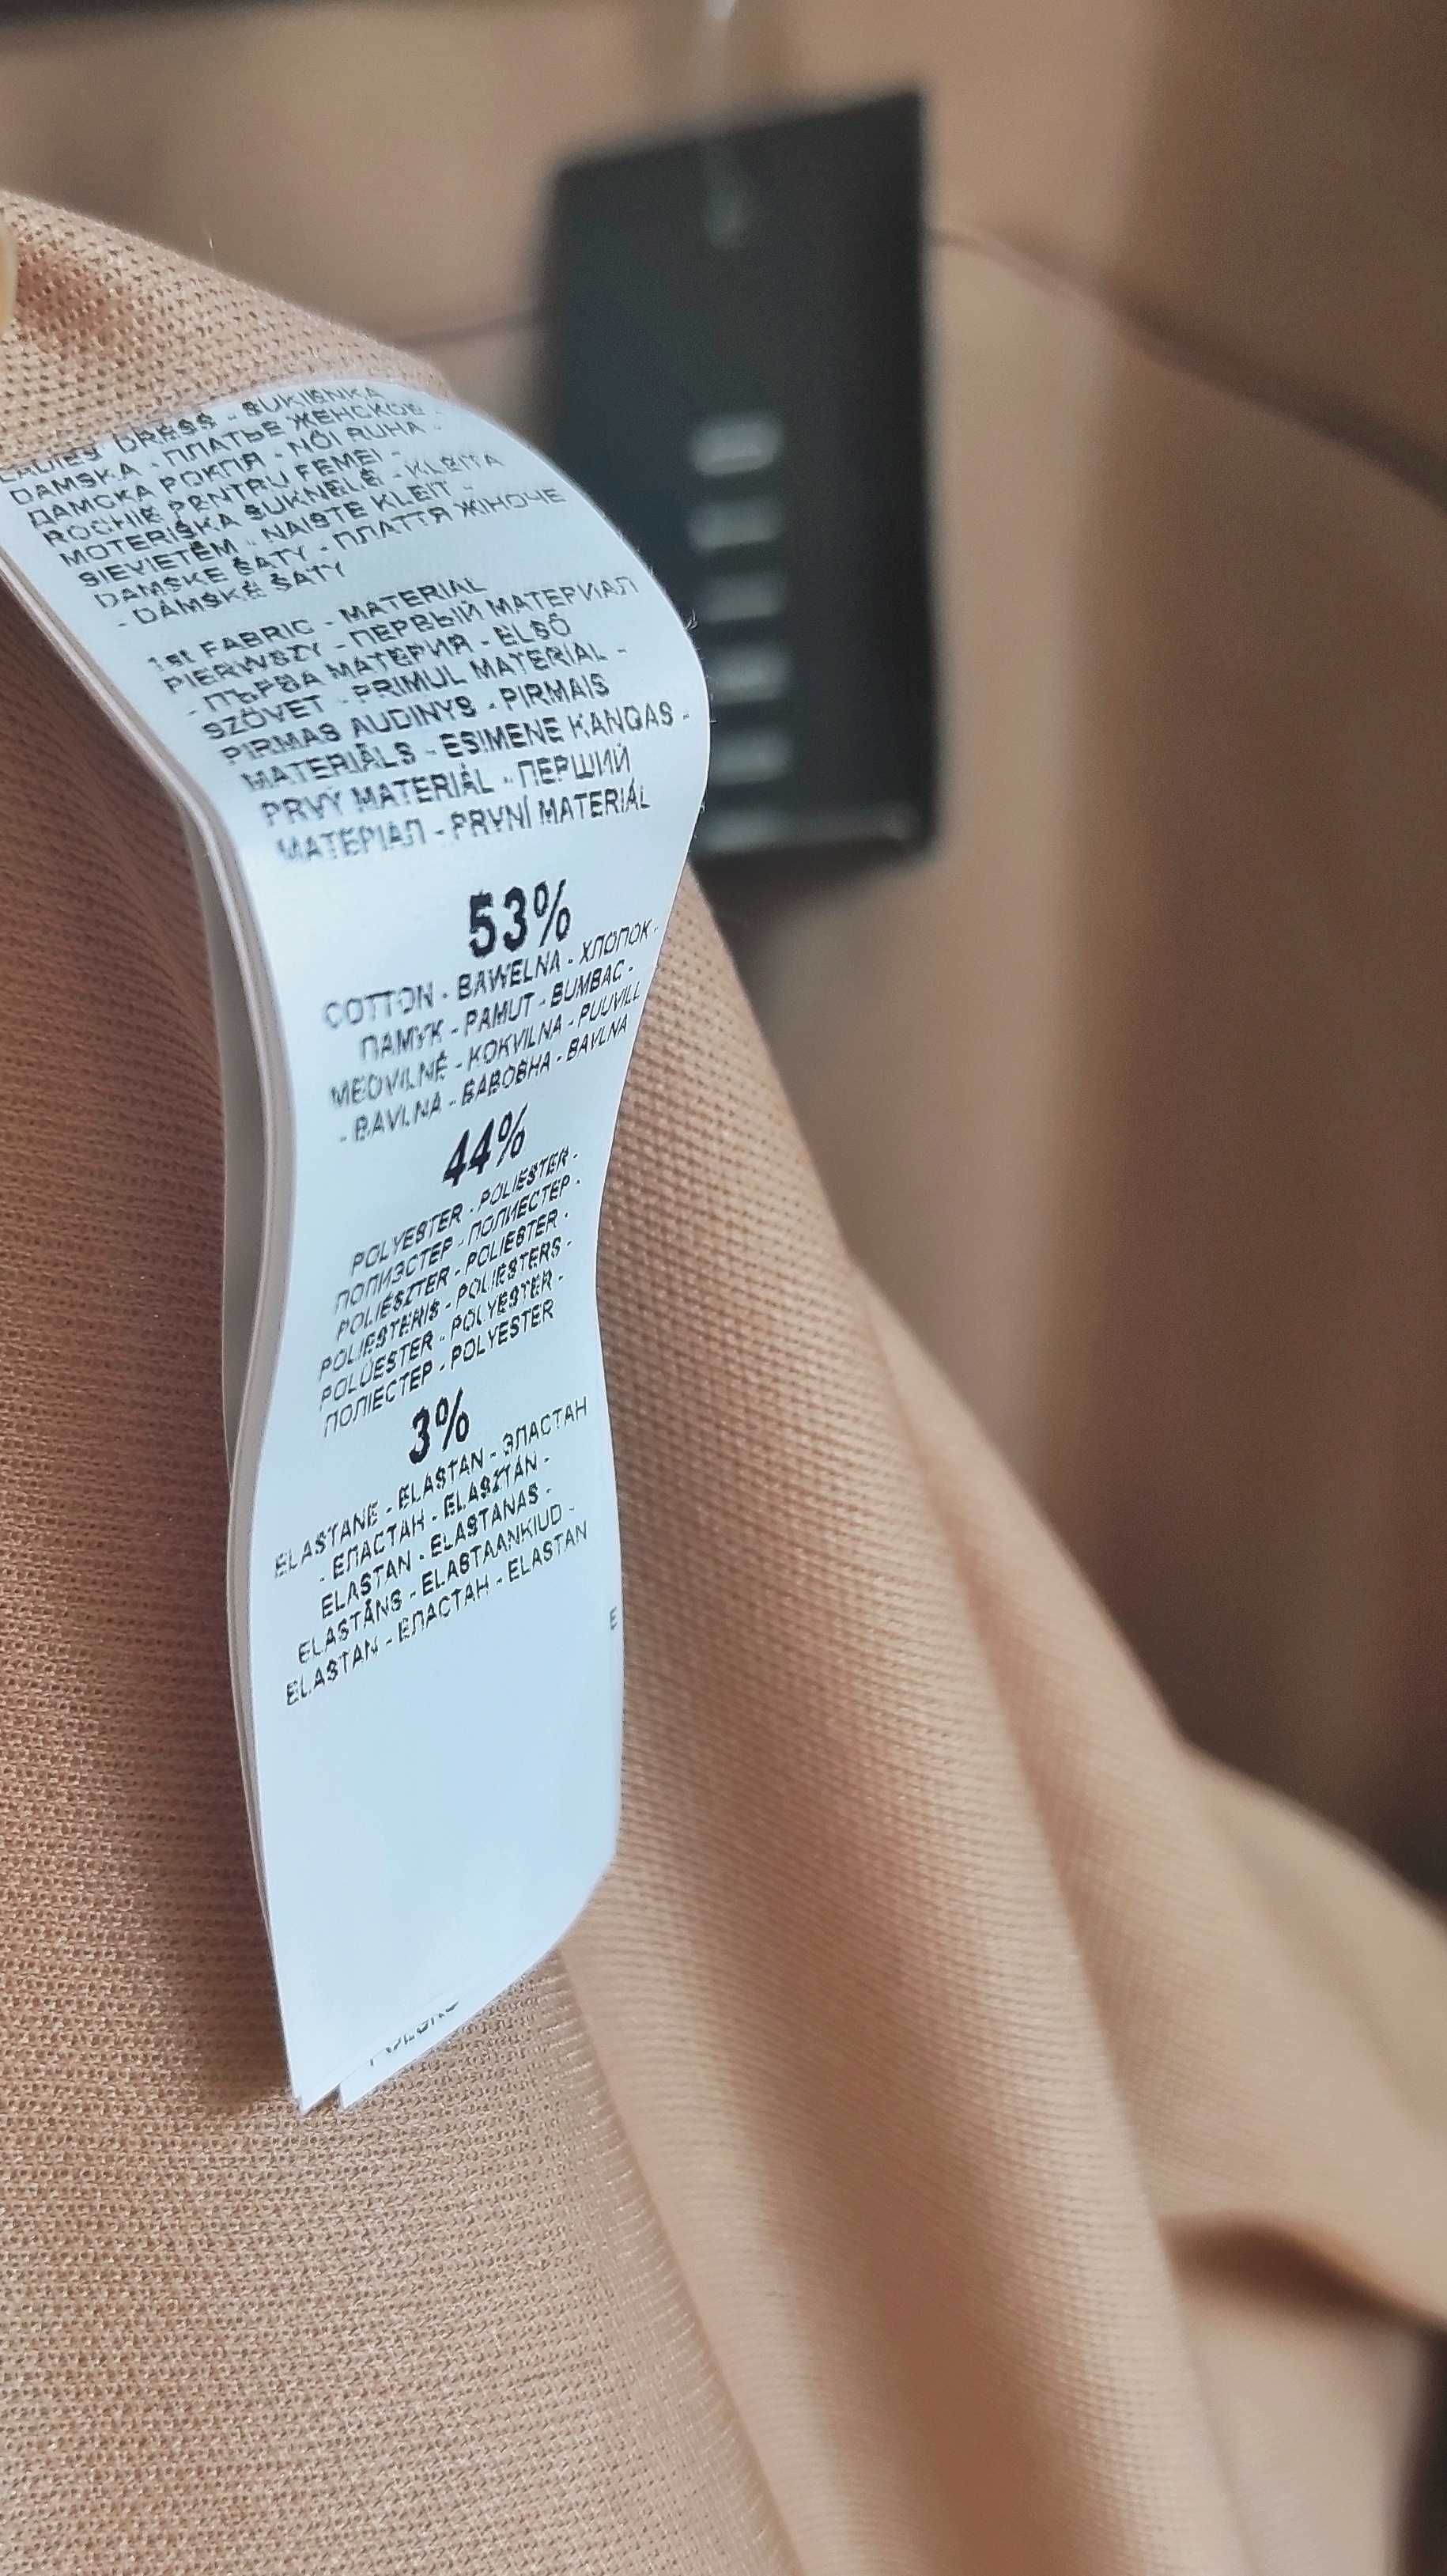 LADIES DRESS - SUKIENKA
DAMSKA - ПЛАТЬЕ ЖЕНСКОЕ -
ДАМСКА РОКЛЯ - NŐI RUHA -
ROCHIE PENTRU FEMEI -
MOTERIŠKA SUKNELĖ - KLEITA
SIEVIETĒM - NAISTE KLEIT -
DÁMSKE ŠATY - ПЛАТТЯ ЖІНОЧЕ
- DÁMSKÉ ŠATY
1st FABRIC - MATERIAL
PIERWSZY - ПЕРВЫЙ МАТЕРИАЛ
- ПЪРВА МАТЕРИЯ - ELSŐ
SZÖVET - PRIMUL MATERIAL -
PIRMAS AUDINYS - PIRMAIS
MATERIĀLS - ESIMENE KANGAS -
PRVÝ MATERIÁL - ПЕРШИЙ
МАТЕРІАЛ - PRVNÍ MATERIÁL
53%
COTTON - BAWEŁNA - ХЛОПОК -
ПАМУК - PAMUT - BUMBAC -
MEDVILNĖ - KOKVILNA - PUUVILL
- BAVLNA - БАВОВНА - BAVLNA
44%
POLYESTER - POLIESTER -
ПОЛИЭСТЕР - ПОЛИЕСТЕР -
POLIÉSZTER - POLIESTER -
POLIESTERIS - POLIESTERS -
POLÜESTER - POLYESTER -
ПОЛІЕСТЕР - POLYESTER
3%
ELASTANE - ELASTAN - ЭЛАСТАН
- ЕЛАСТАН - ELASZTÁN -
ELASTAN - ELASTANAS -
ELASTĀNS - ELASTAANKIUD -
ELASTAN - ЕЛАСТАН - ELASTAN
E